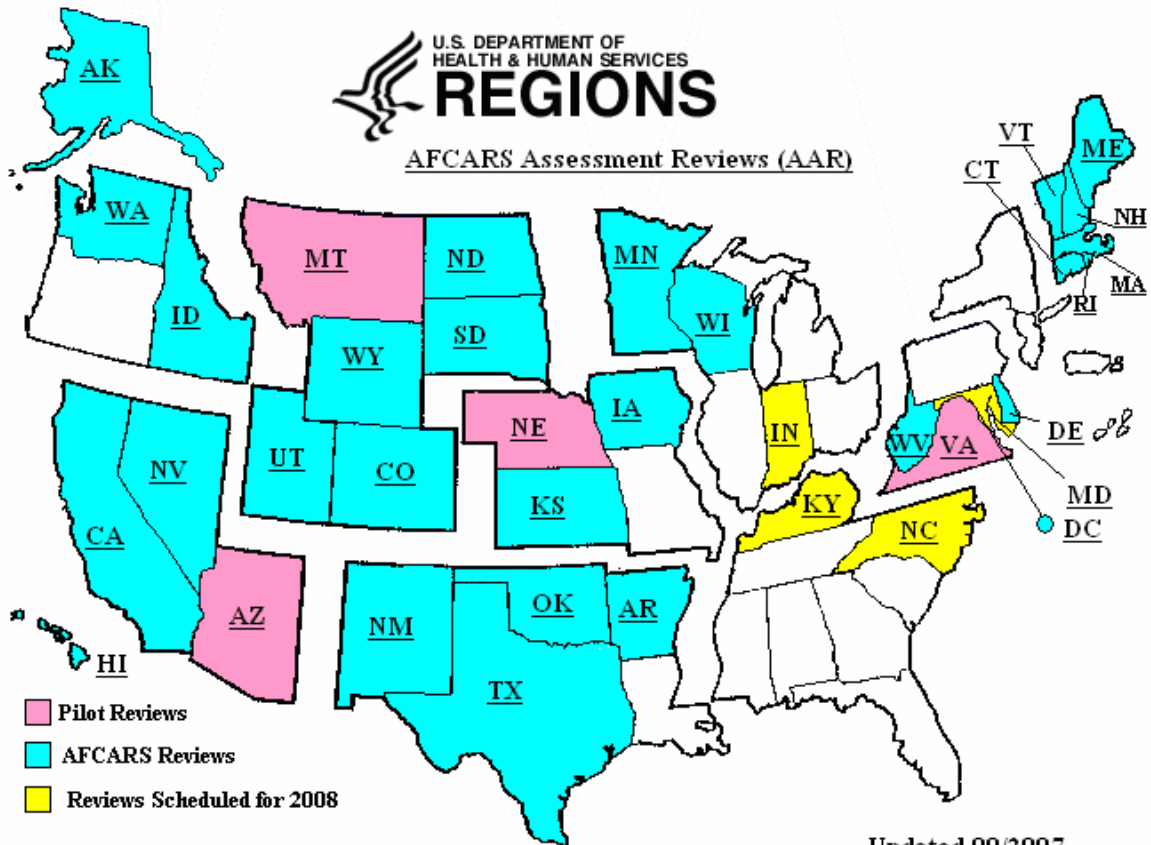 U.S. DEPARTMENT OF
HEALTH & HUMAN SERVICES
REGIONS
AFCARS Assessment Reviews (AAR)
AK
VT
ME
CT
WA
NH
MT
ND
MN
MA
RI
ID
WI
SD
WY
IA
NE
IN
DE
WV
VA
NV
UT
CO
KS
KY
MD
NC
DC
CA
OK
AR
AZ
NM
HI
TX
Pilot Reviews
AFCARS Reviews
Reviews Scheduled for 2008
Updated